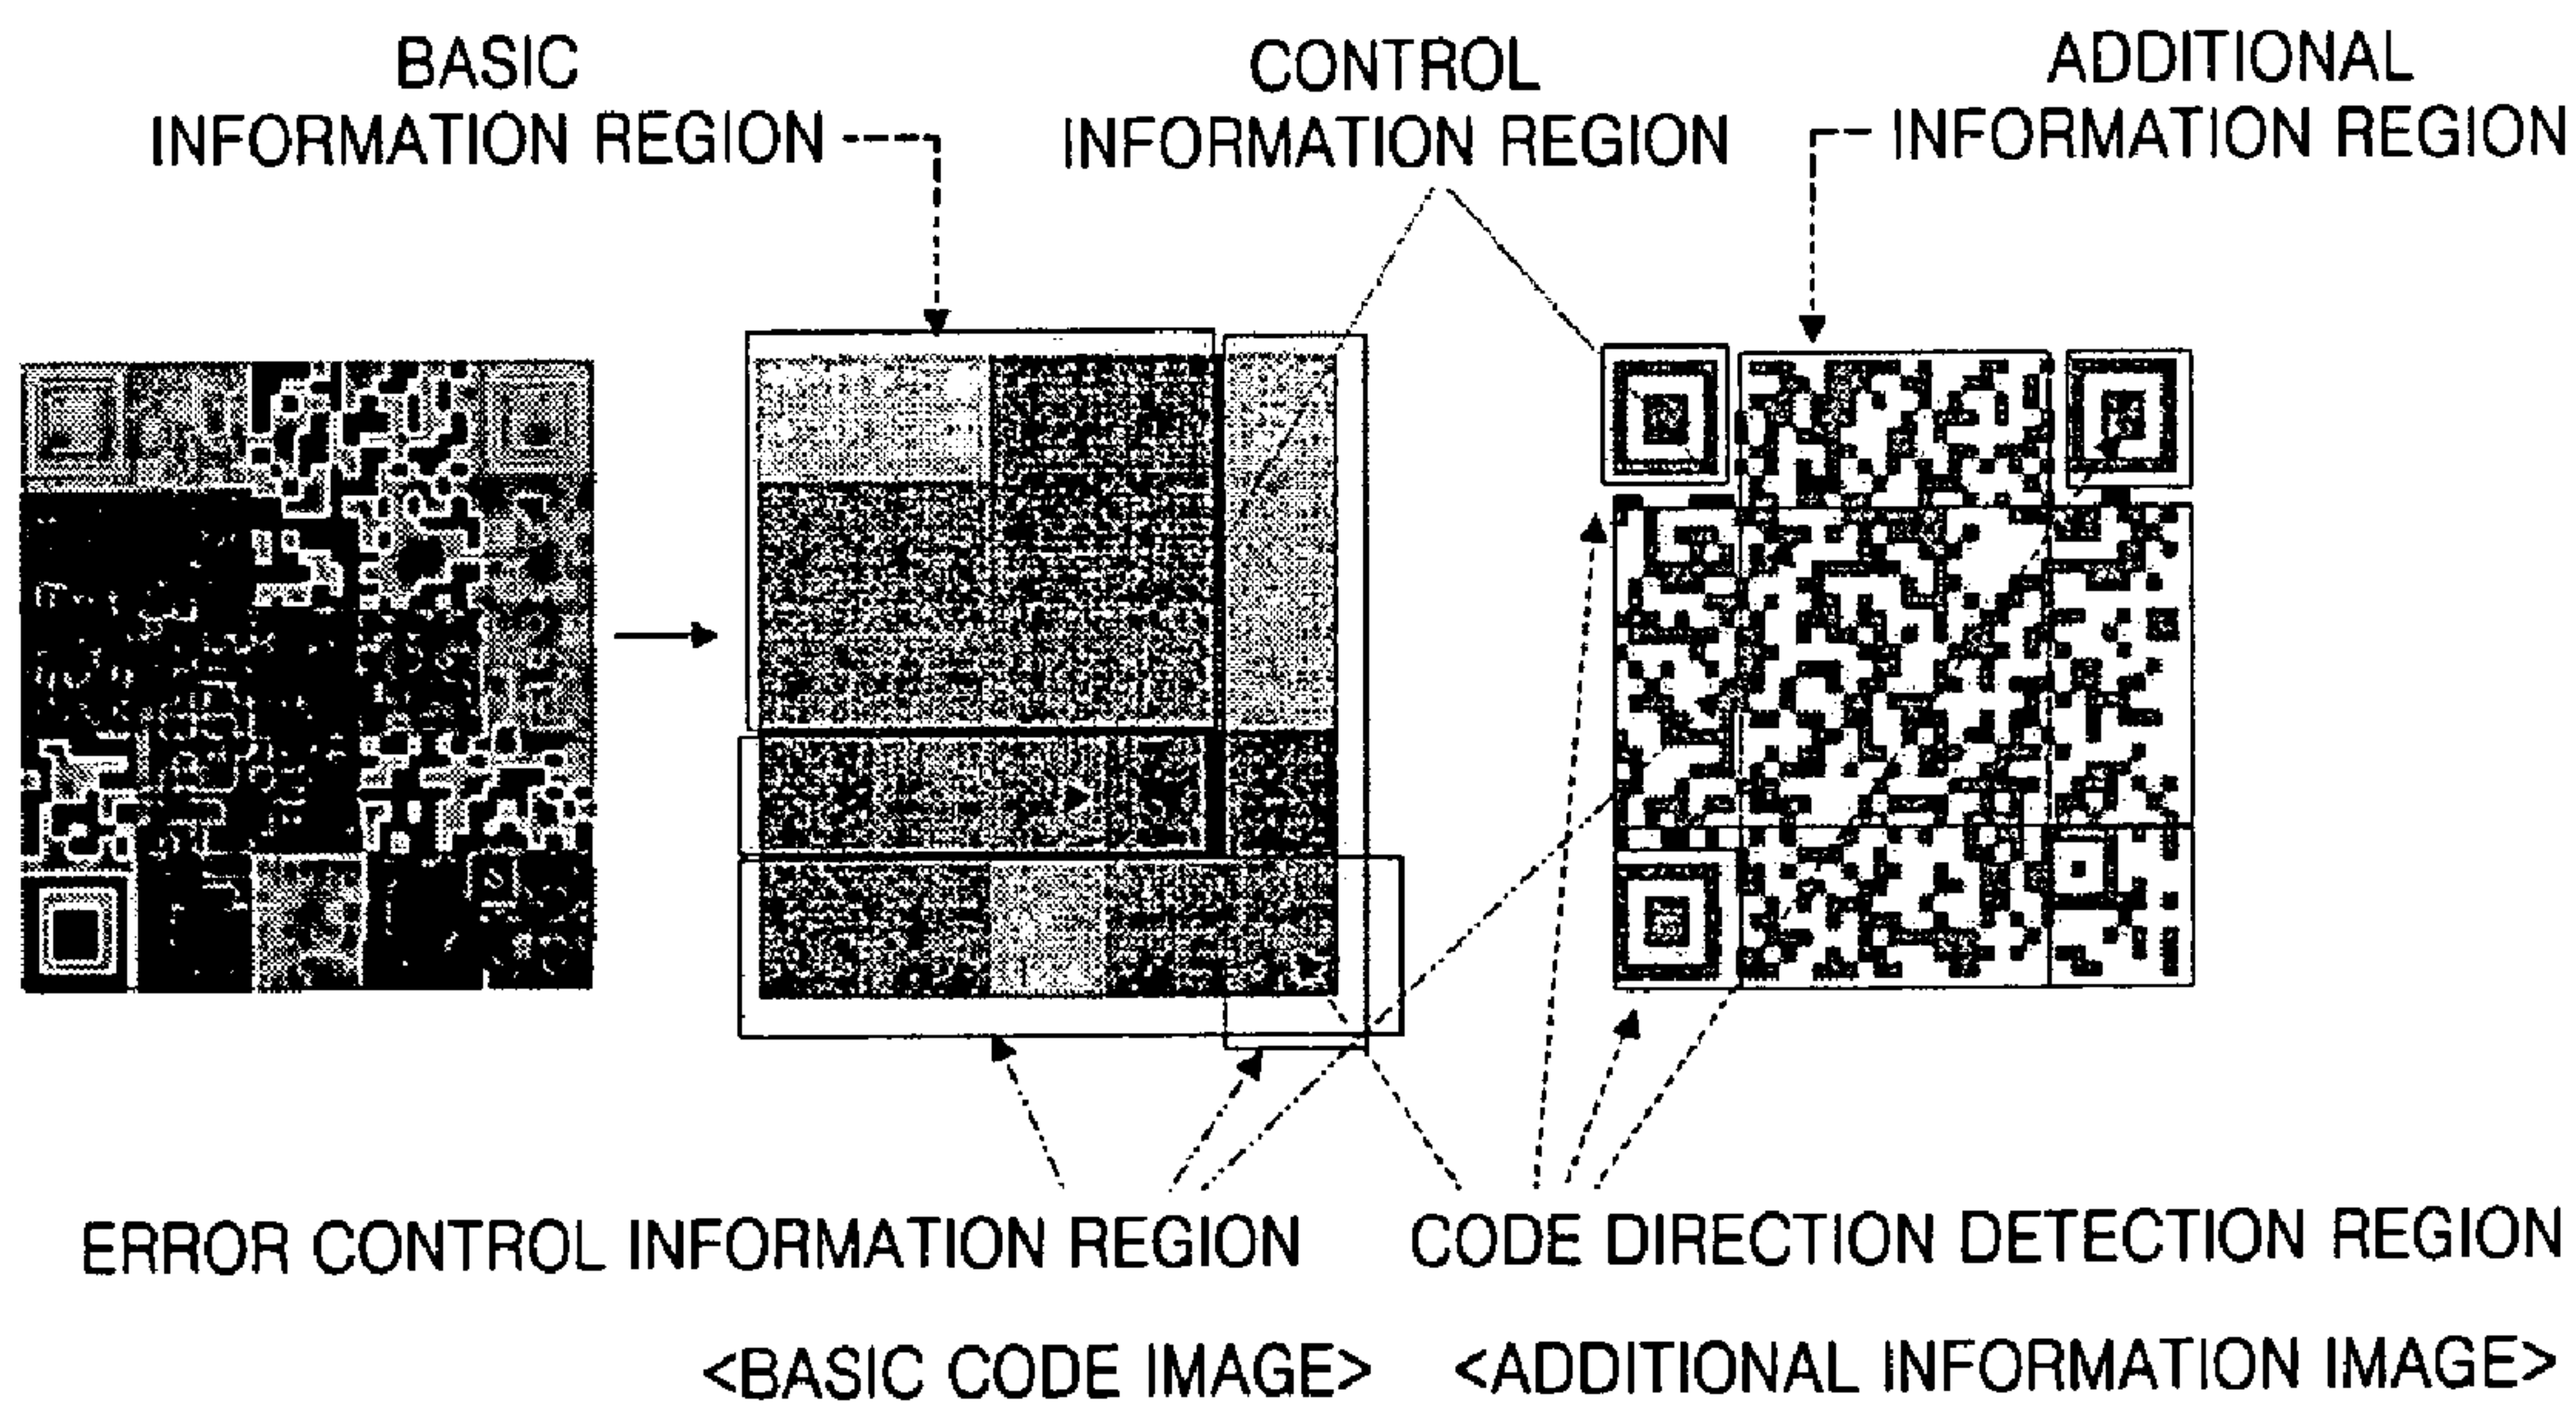 BASIC
INFORMATION REGION
CONTROL
INFORMATION REGION
ADDITIONAL
INFORMATION REGION
ERROR CONTROL INFORMATION REGION
CODE DIRECTION DETECTION REGION
<BASIC CODE IMAGE>
<ADDITIONAL INFORMATION IMAGE>